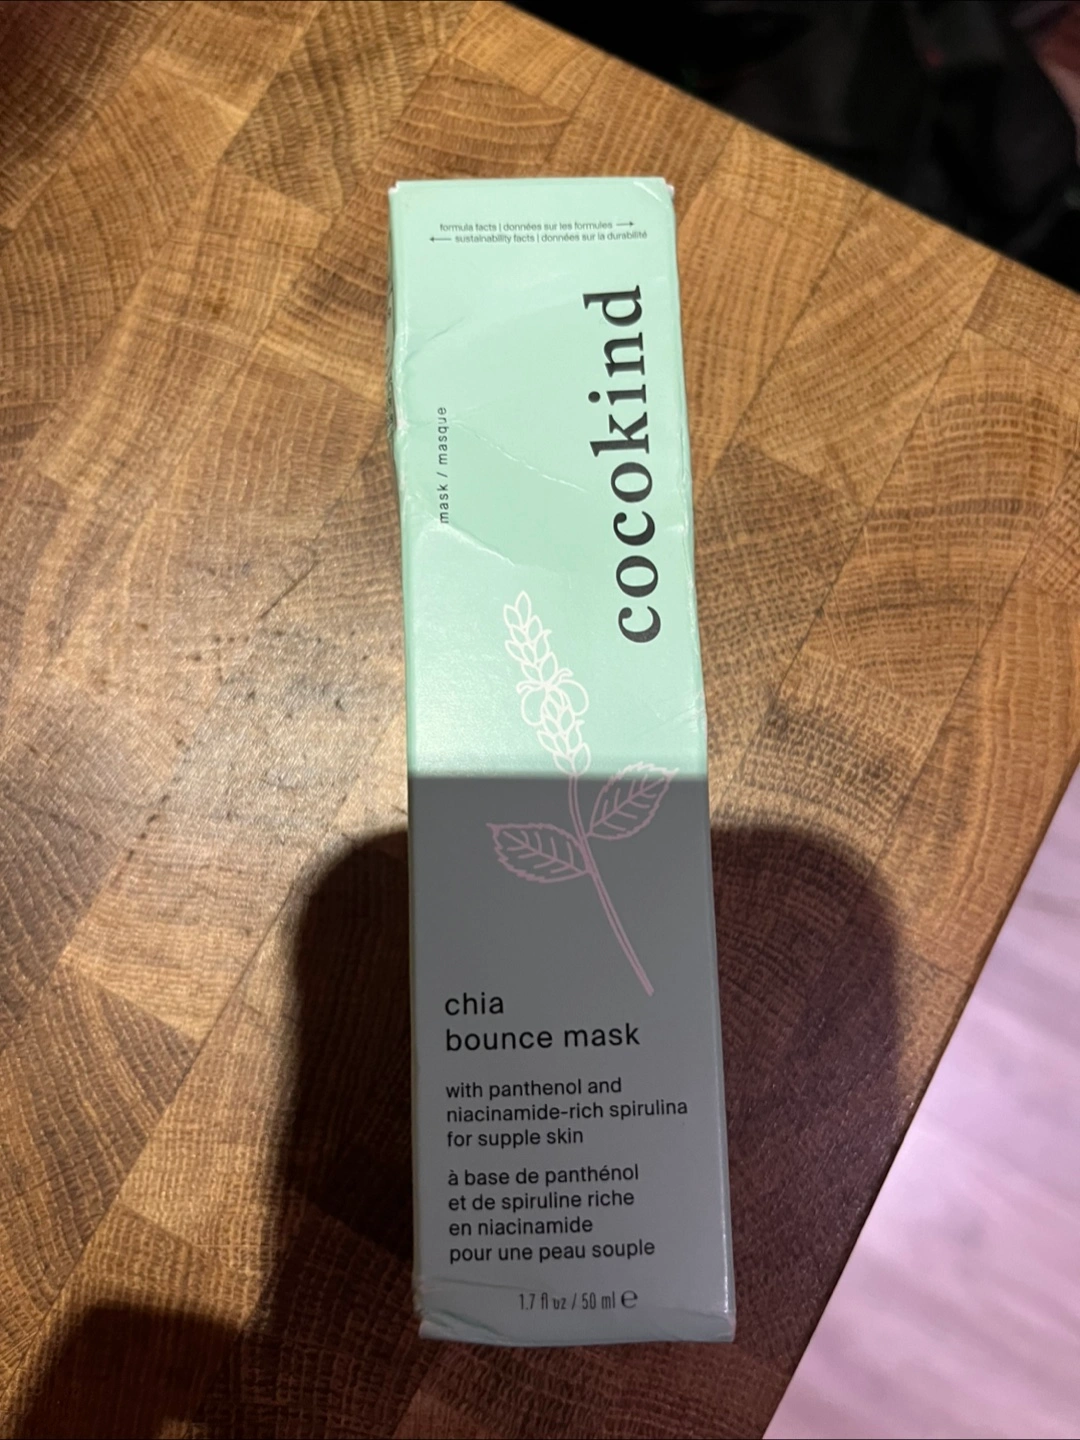 formula facts | données sur les formules →
← sustainability facts | données sur la durabilité
cocokind
mask / masque
chia
bounce mask
with panthenol and
niacinamide-rich spirulina
for supple skin
à base de panthénol
et de spiruline riche
en niacinamide
pour une peau souple
1.7 fl oz / 50 ml ℮